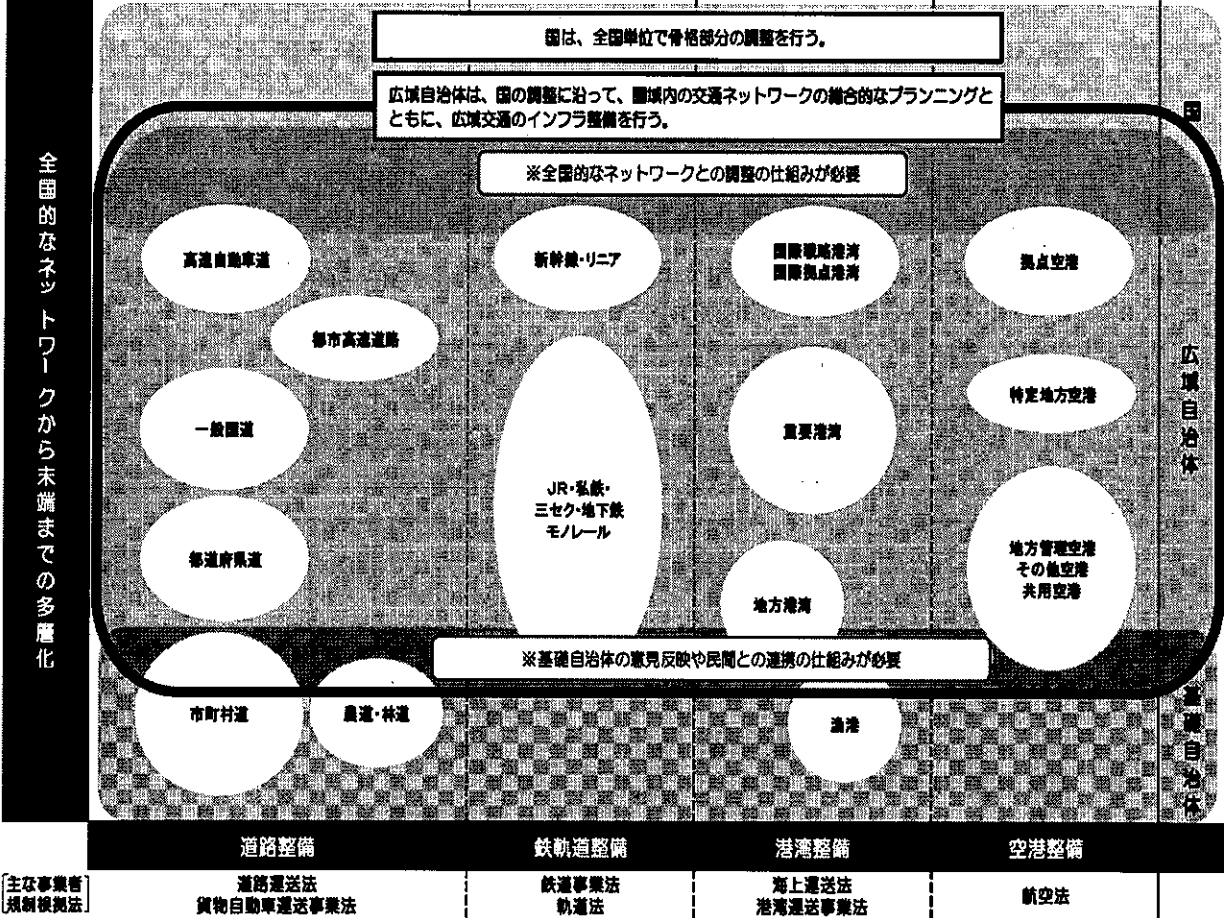 国は、全国単位で骨格部分の調整を行う。
広域自治体は、国の調整に沿って、圏域内の交通ネットワークの総合的なプランニングと
ともに、広域交通のインフラ整備を行う。
※全国的なネットワークとの調整の仕組みが必要
国
全国的なネットワークから末端までの多層化
高速自動車道
新幹線・リニア
国際戦略港湾
国際拠点港湾
拠点空港
都市高速道路
広域自治体
特定地方空港
一般国道
重要港湾
JR・私鉄・
三セク・地下鉄
モノレール
都道府県道
地方管理空港
その他空港
共用空港
地方港湾
※基礎自治体の意見反映や民間との連携の仕組みが必要
市町村道
農道・林道
漁港
基礎自治体
道路整備
鉄軌道整備
港湾整備
空港整備
主な事業者
規制根拠法
道路運送法
貨物自動車運送事業法
鉄道事業法
軌道法
海上運送法
港湾運送事業法
航空法